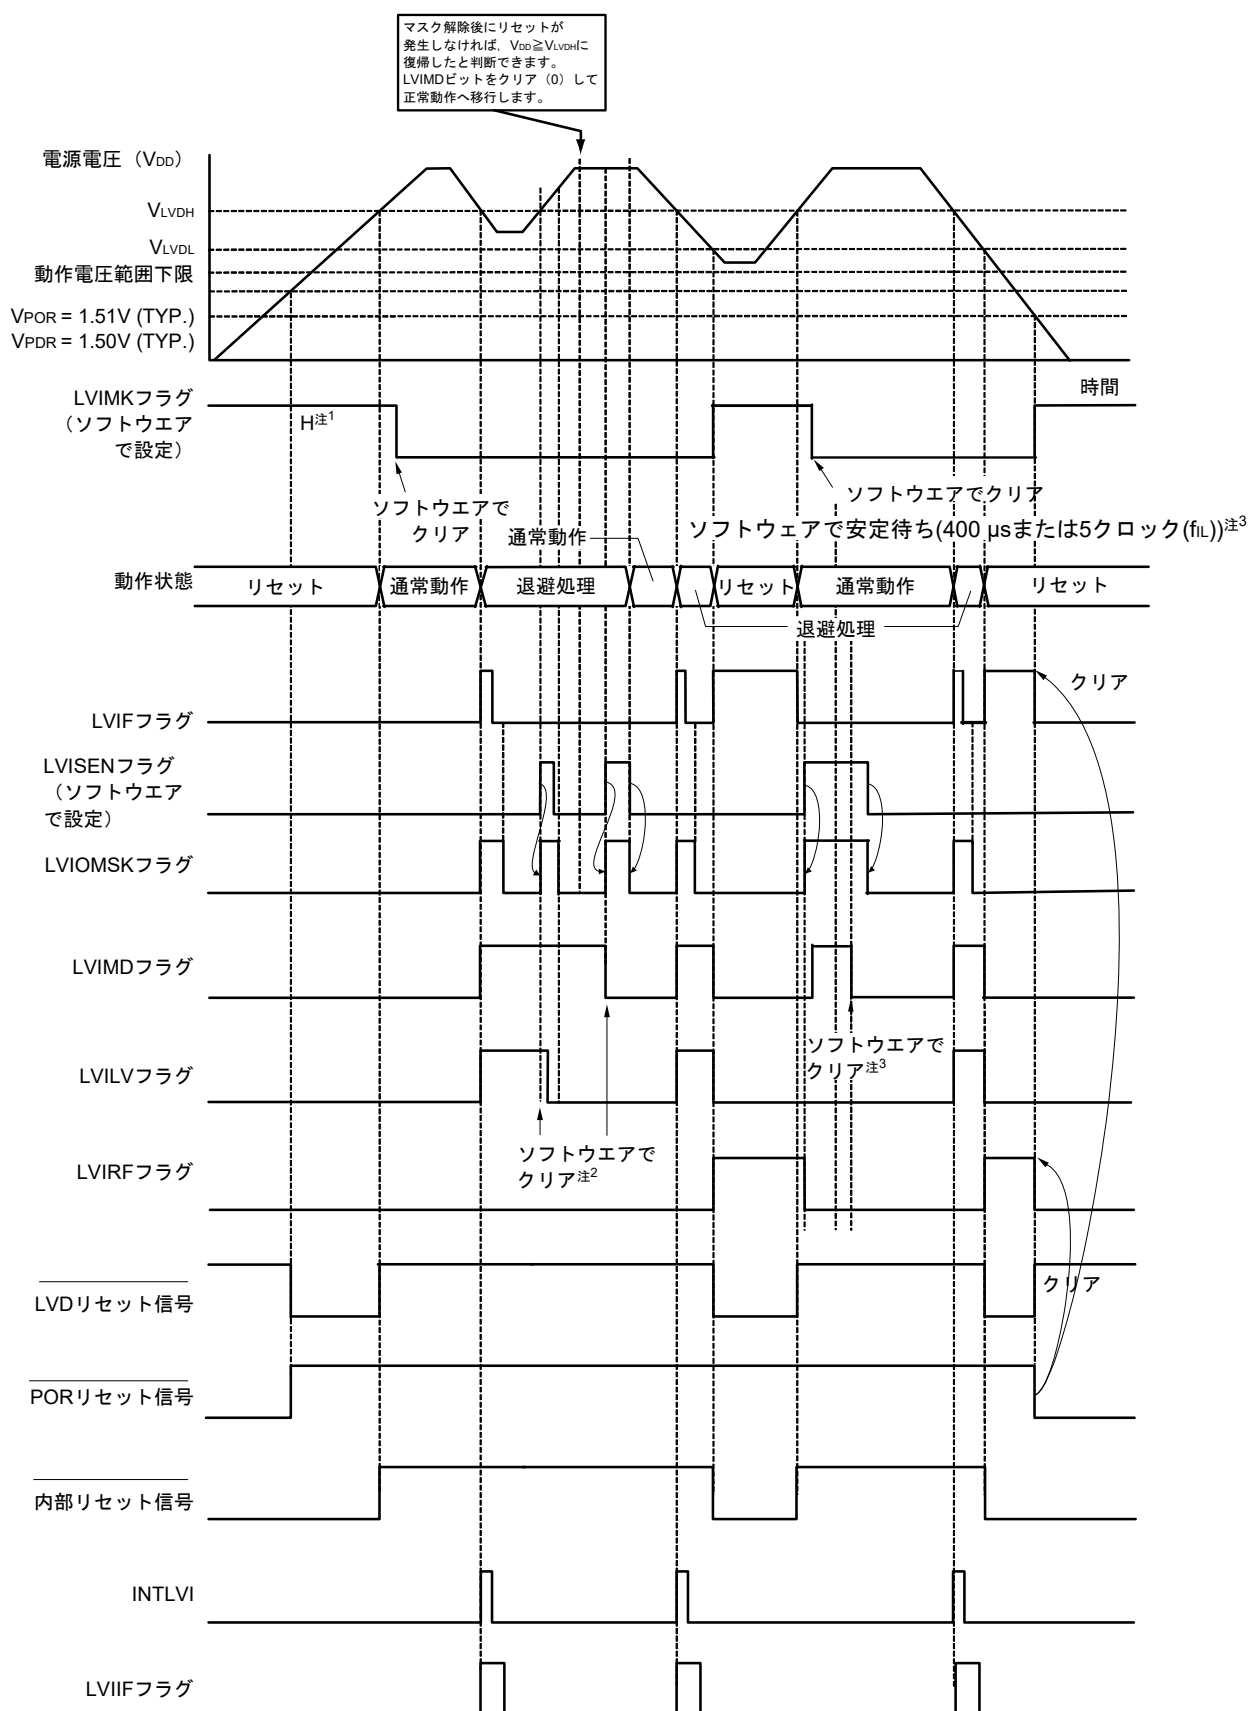 マスク解除後にリセットが
発生しなければ，VDD≧VLVDHに
復帰したと判断できます。
LVIMDビットをクリア（0）して
正常動作へ移行します。
電源電圧（VDD）
VLVDH
VLVDL
動作電圧範囲下限
VPOR = 1.51V (TYP.)
VPDR = 1.50V (TYP.)
時間
LVIMKフラグ
（ソフトウエア
で設定）
H注1
ソフトウエアで
クリア
ソフトウエアでクリア
通常動作
ソフトウェアで安定待ち(400 µsまたは5クロック(fIL))注3
動作状態
リセット
通常動作
退避処理
リセット
通常動作
リセット
退避処理
LVIFフラグ
クリア
LVISENフラグ
（ソフトウエア
で設定）
LVIOMSKフラグ
LVIMDフラグ
ソフトウエアで
クリア注3
LVILVフラグ
ソフトウエアで
クリア注2
LVIRFフラグ
LVDリセット信号
クリア
PORリセット信号
内部リセット信号
INTLVI
LVIIFフラグ